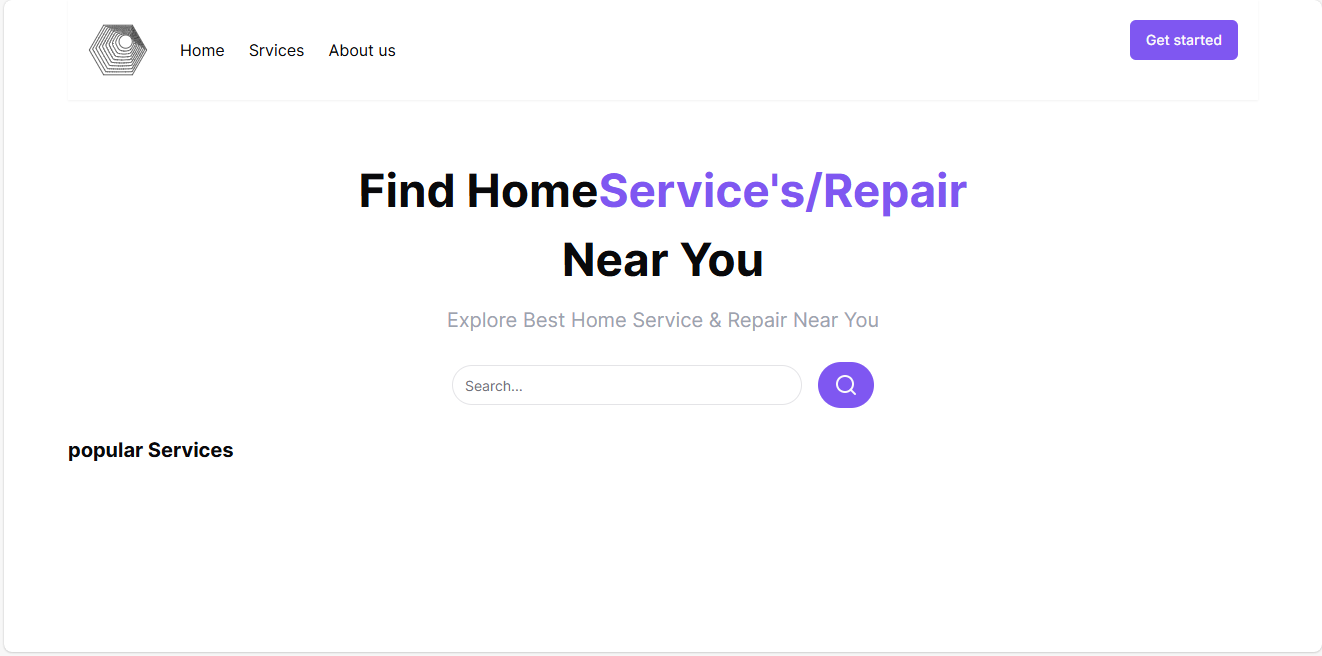 Home Srvices About us Get started
Find HomeService's/Repair
Near You
Explore Best Home Service & Repair Near You
Search...
popular Services